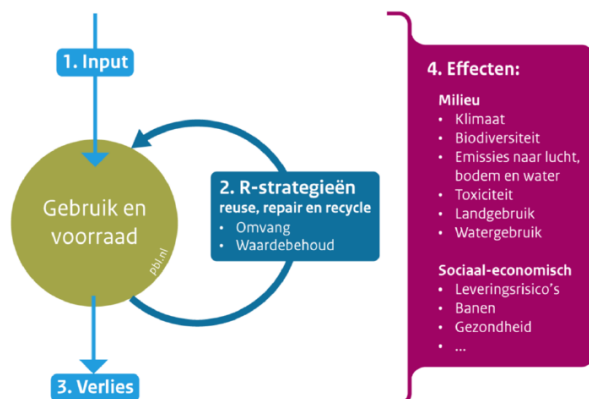 1. Input
Gebruik en
voorraad
pbl.nl
2. R-strategieën
reuse, repair en recycle
• Omvang
• Waardebehoud
3. Verlies
4. Effecten:
Milieu
• Klimaat
• Biodiversiteit
• Emissies naar lucht,
bodem en water
• Toxiciteit
• Landgebruik
• Watergebruik
Sociaal-economisch
• Leveringsrisico's
• Banen
• Gezondheid
• ...